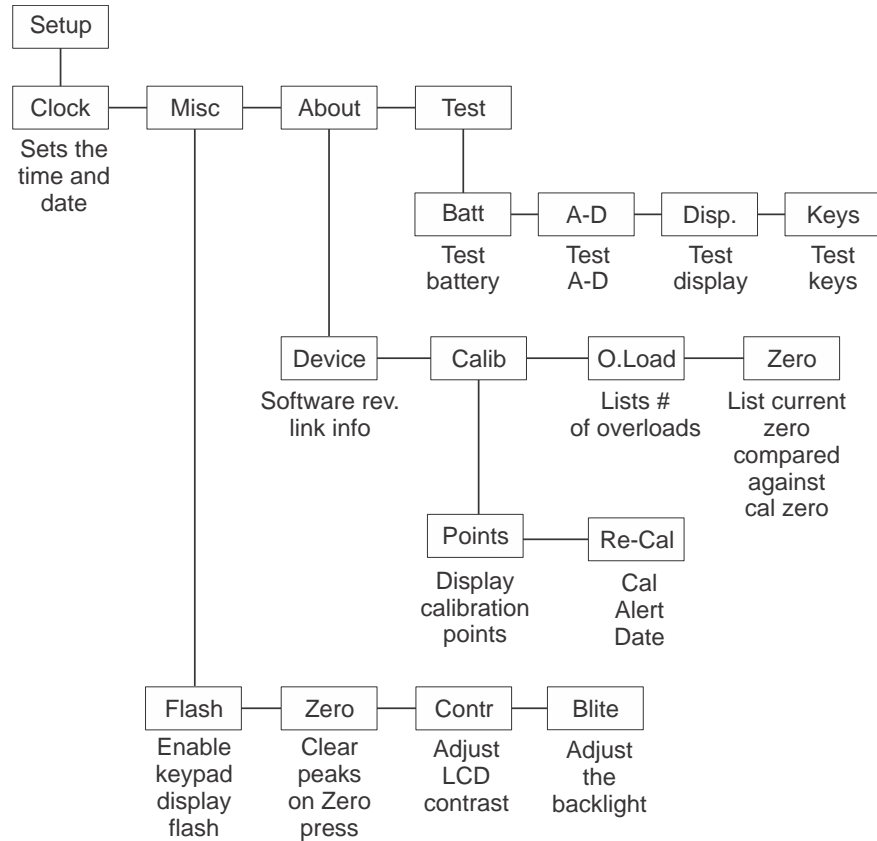 Setup
Clock
Misc
About
Test
Sets the
time and
date
Batt
A-D
Disp.
Keys
Test
battery
Test
A-D
Test
display
Test
keys
Device
Calib
O.Load
Zero
Software rev.
link info
Lists #
of overloads
List current
zero
compared
against
cal zero
Points
Re-Cal
Display
calibration
points
Cal
Alert
Date
Flash
Zero
Contr
Blite
Enable
keypad
display
flash
Clear
peaks
on Zero
press
Adjust
LCD
contrast
Adjust
the
backlight